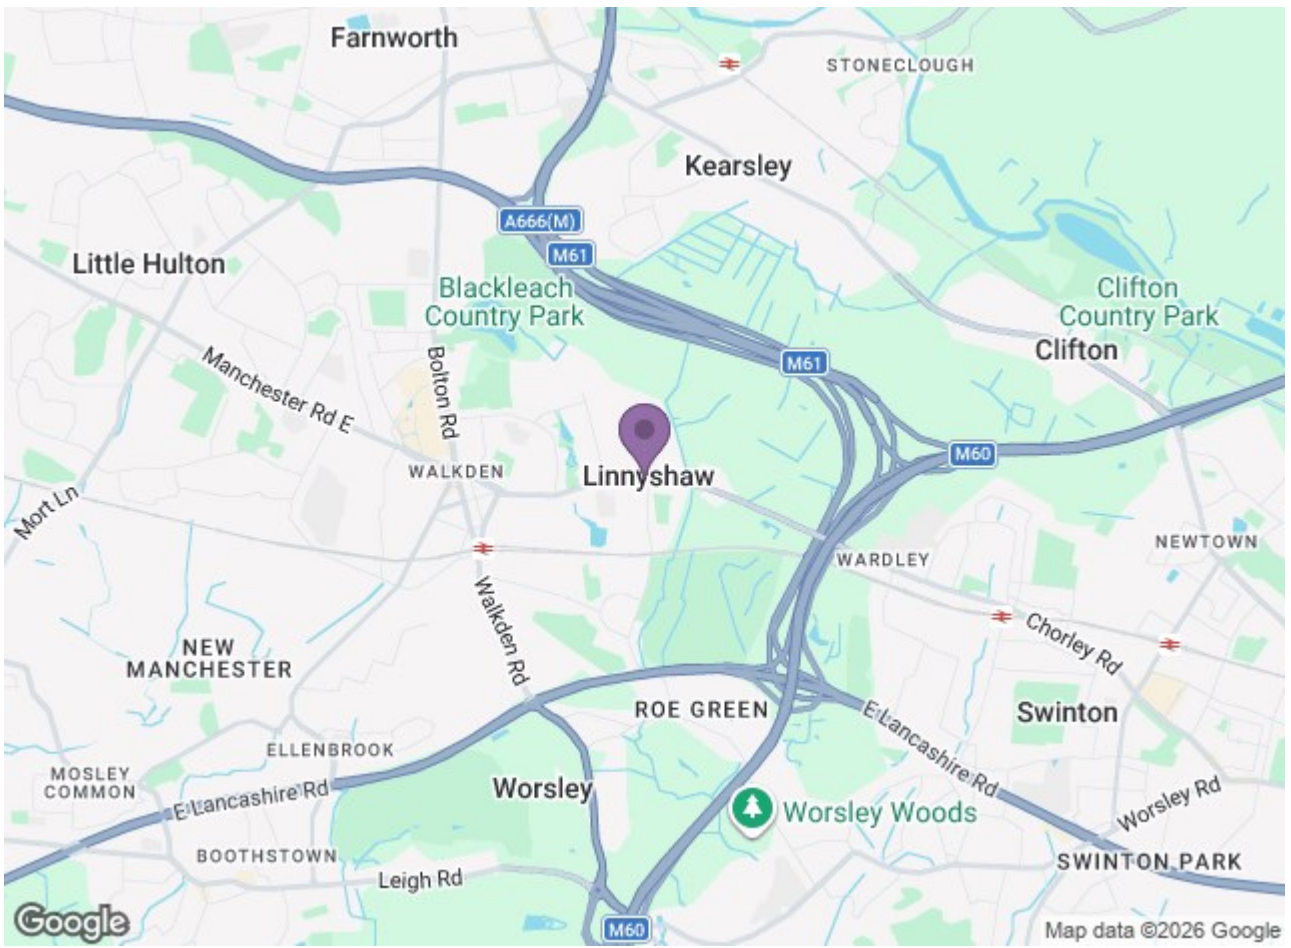 Farnworth
STONECLOUGH
Kearsley
A666(M)
M61
Little Hulton
Blackleach
Country Park
Clifton
Country Park
Clifton
M61
Manchester Rd E
Bolton Rd
M60
WALKDEN
Linnyshaw
Mort Ln
WARDLEY
NEWTOWN
Walkden Rd
Chorley Rd
NEW
MANCHESTER
ROE GREEN
Swinton
E Lancashire Rd
ELLENBROOK
MOSLEY
COMMON
E Lancashire Rd
Worsley
Worsley Woods
Worsley Rd
BOOTHSTOWN
Leigh Rd
SWINTON PARK
Google
M60
Map data ©2026 Google